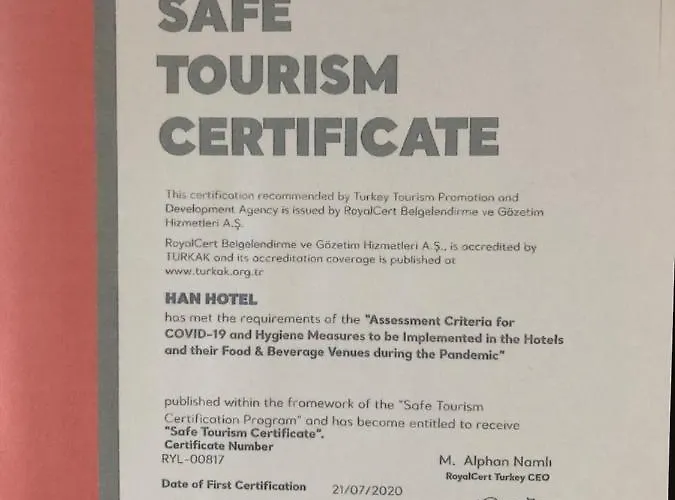 SAFE
TOURISM
CERTIFICATE
This certification recommended by Turkey Tourism Promotion and
Development Agency is issued by RoyalCert Belgelendirme ve Gözetim
Hizmetleri A.Ş.
RoyalCert Belgelendirme ve Gözetim Hizmetleri A.Ş., is accredited by
TURKAK and its accreditation coverage is published at
www.turkak.org.tr
HAN HOTEL
has met the requirements of the "Assessment Criteria for
COVID-19 and Hygiene Measures to be Implemented in the Hotels
and their Food & Beverage Venues during the Pandemic"
published within the framework of the "Safe Tourism
Certification Program" and has become entitled to receive
"Safe Tourism Certificate".
Certificate Number
RYL-00817
M. Alphan Namlı
RoyalCert Turkey CEO
Date of First Certification 21/07/2020